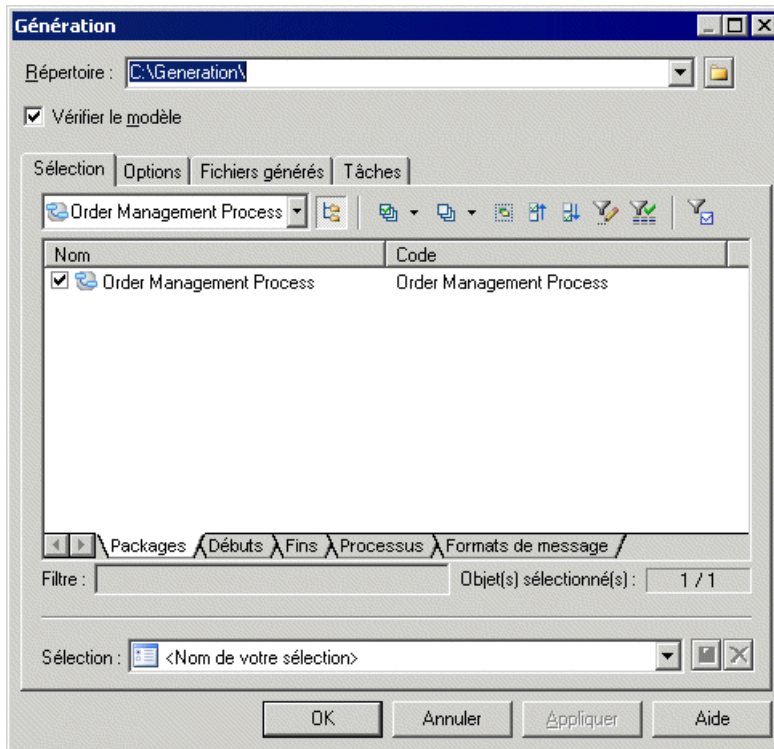 Génération
Répertoire : C:\Generation\
Vérifier le modèle
Sélection Options Fichiers générés Tâches
Order Management Process
Nom Code
Order Management Process Order Management Process
Packages Débuts Fins Processus Formats de message
Filtre : Objet(s) sélectionné(s) : 1 / 1
Sélection : <Nom de votre sélection>
OK Annuler Appliquer Aide